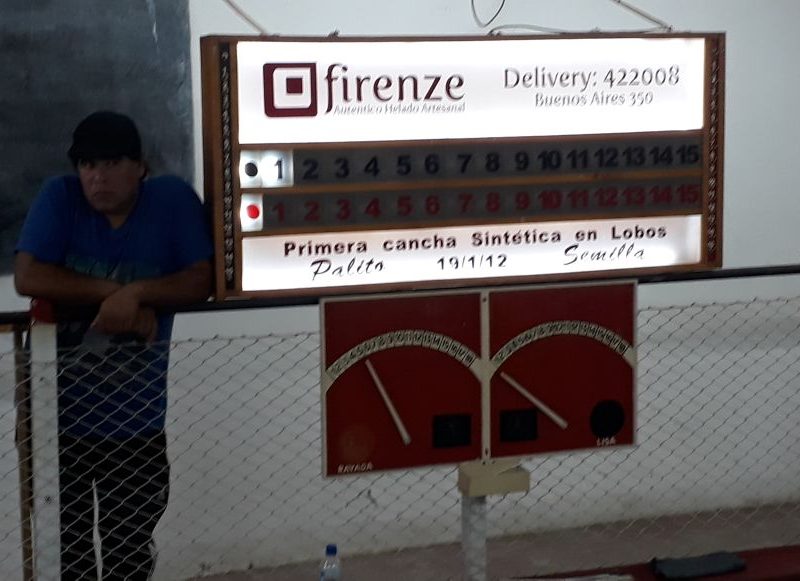 firenze
Autentico Helado Artesanal
Delivery: 422008
Buenos Aires 350
1 2 3 4 5 6 7 8 9 10 11 12 13 14 15
1 2 3 4 5 6 7 8 9 10 11 12 13 14 15
Primera cancha Sintética en Lobos
Palito 19/1/12 Semilla
RAYADA
LISA